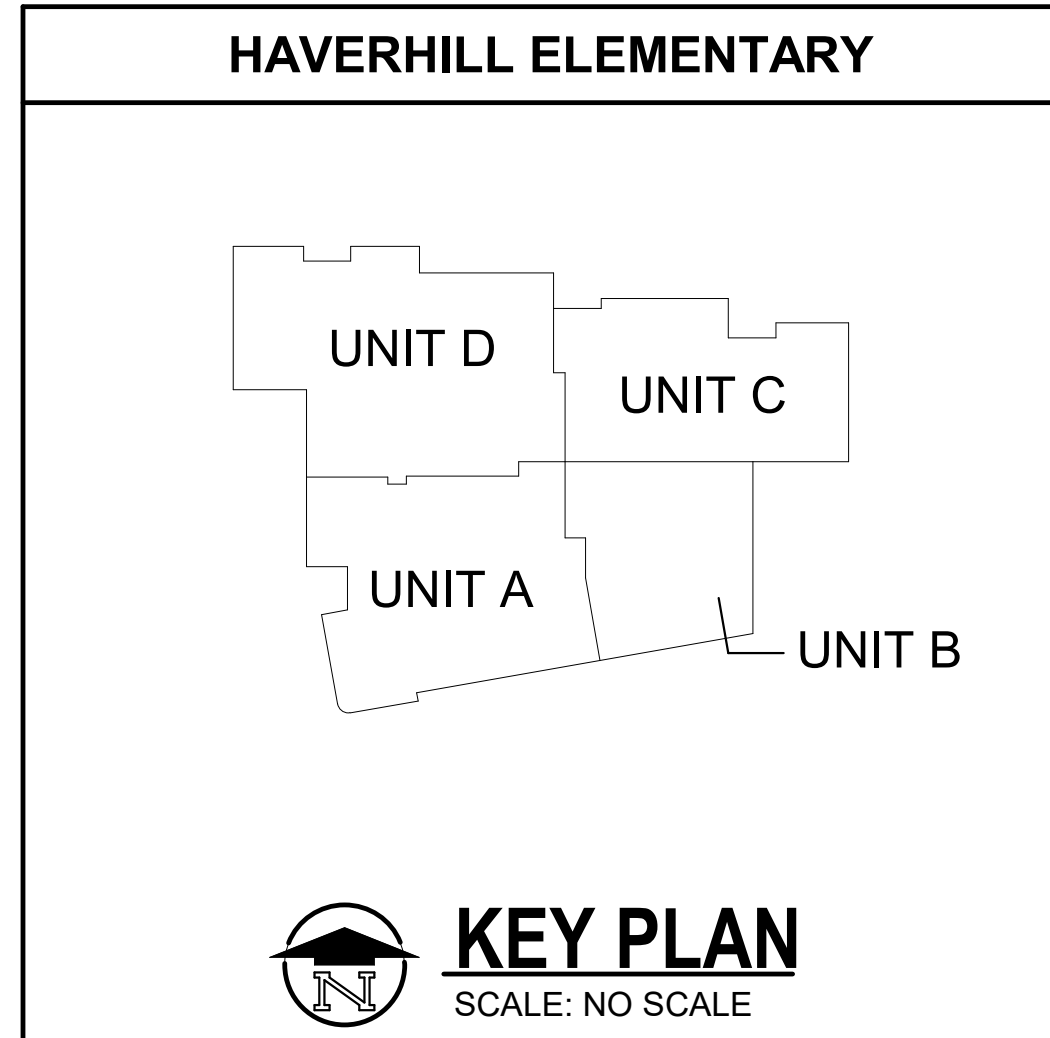 HAVERHILL ELEMENTARY
UNIT D
UNIT C
UNIT A
UNIT B
N
KEY PLAN
SCALE: NO SCALE